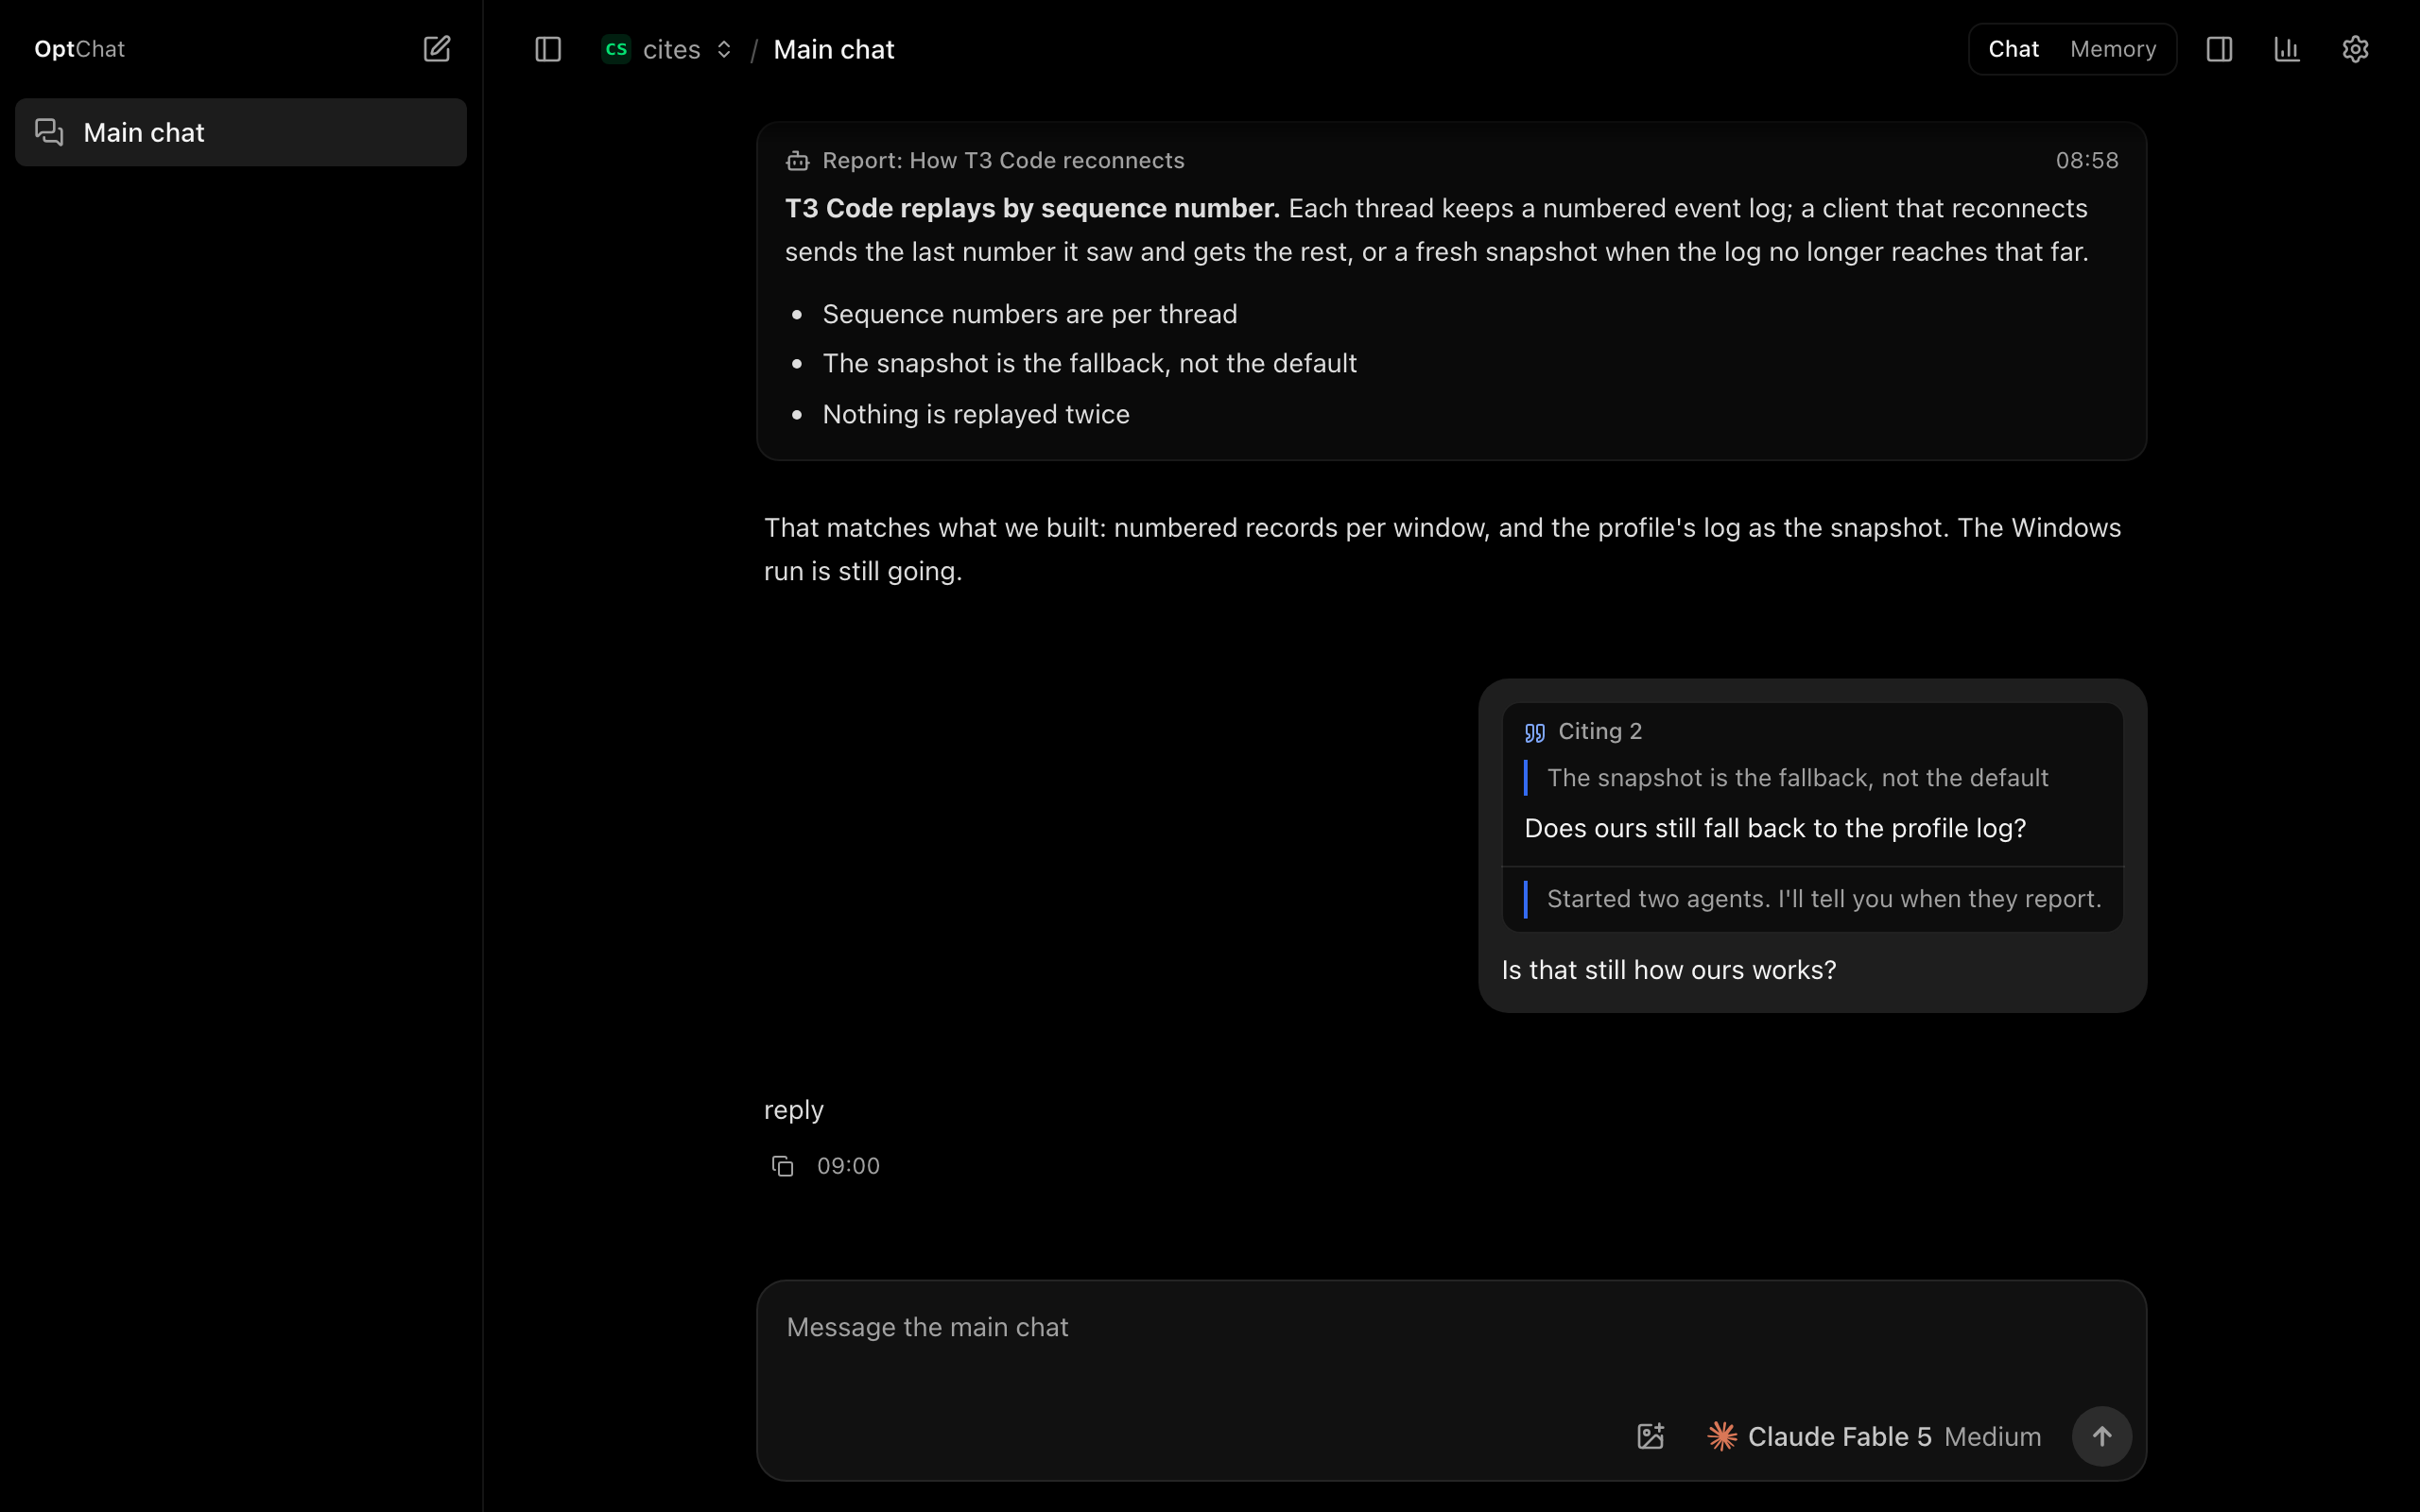 OptChat
CS cites / Main chat
Chat Memory
Main chat
Report: How T3 Code reconnects 08:58
T3 Code replays by sequence number. Each thread keeps a numbered event log; a client that reconnects
sends the last number it saw and gets the rest, or a fresh snapshot when the log no longer reaches that far.
Sequence numbers are per thread
The snapshot is the fallback, not the default
Nothing is replayed twice
That matches what we built: numbered records per window, and the profile's log as the snapshot. The Windows
run is still going.
Citing 2
The snapshot is the fallback, not the default
Does ours still fall back to the profile log?
Started two agents. I'll tell you when they report.
Is that still how ours works?
reply
09:00
Message the main chat
Claude Fable 5 Medium